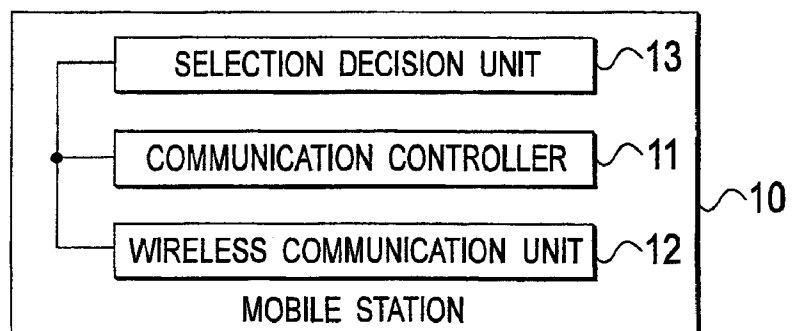 SELECTION DECISION UNIT 13
COMMUNICATION CONTROLLER 11
10
WIRELESS COMMUNICATION UNIT 12
MOBILE STATION